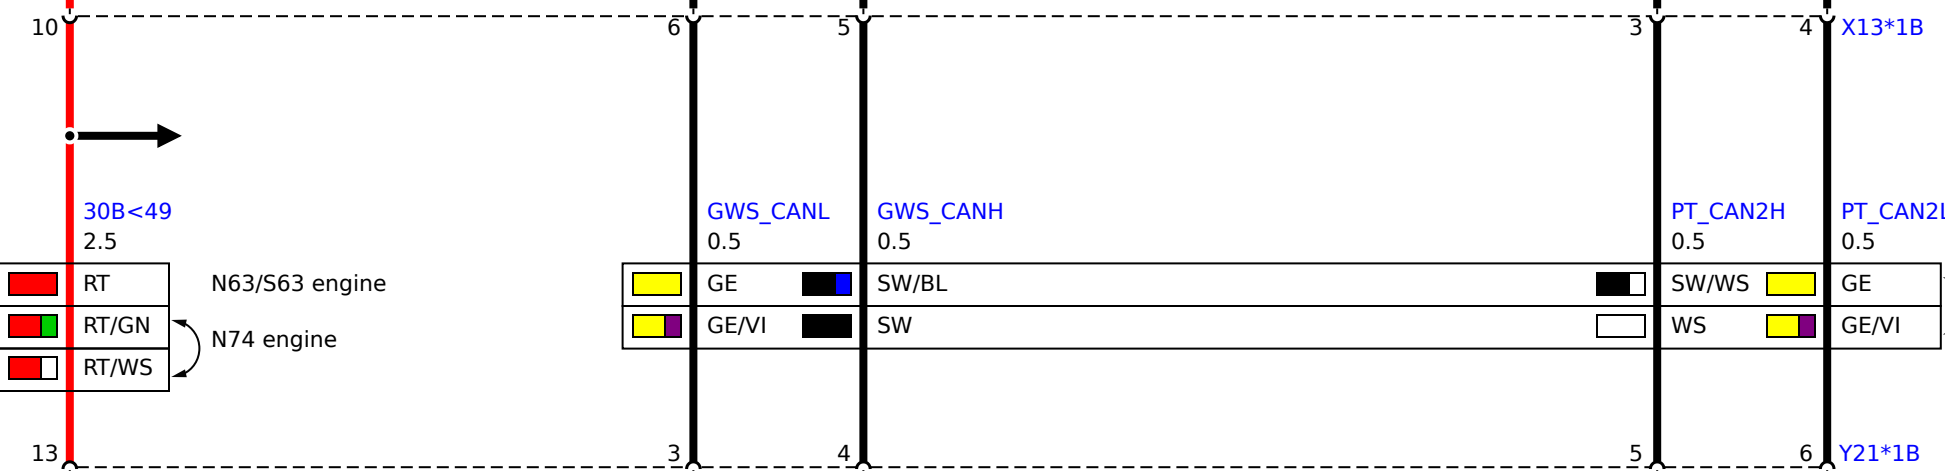 10 6 5 3 4 X13*1B
30B<49 GWS_CANL GWS_CANH PT_CAN2H PT_CAN2L
2.5 0.5 0.5 0.5 0.5
RT N63/S63 engine GE SW/BL SW/WS GE
RT/GN GE/VI SW WS GE/VI
N74 engine
RT/WS
13 3 4 5 6 Y21*1B